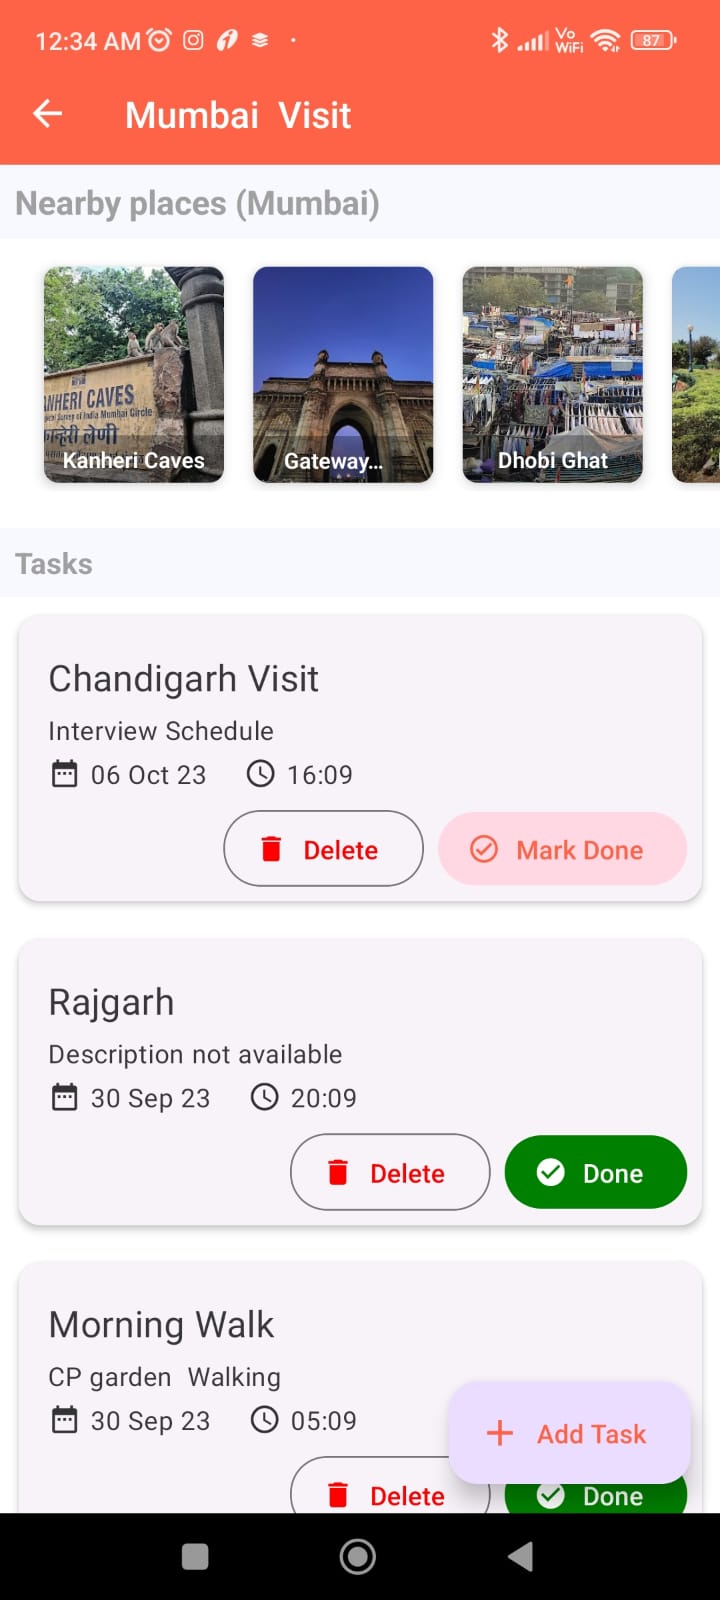 12:34 AM
Vo
WiFi
87
Mumbai  Visit
Nearby places (Mumbai)
ANHERI CAVES
Survey of India Mumbai Circle
Kanheri Caves
Gateway...
Dhobi Ghat
Tasks
Chandigarh Visit
Interview Schedule
06 Oct 23 16:09
Delete Mark Done
Rajgarh
Description not available
30 Sep 23 20:09
Delete Done
Morning Walk
CP garden  Walking
30 Sep 23 05:09
Add Task
Delete Done